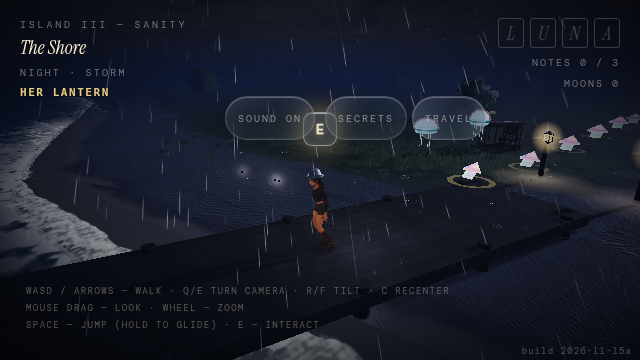 ISLAND III — SANITY
The Shore
NIGHT · STORM
HER LANTERN
L U N A
NOTES 0 / 3
MOONS 0
SOUND ON
SECRETS
TRAVEL
E
WASD / ARROWS — WALK · Q/E TURN CAMERA · R/F TILT · C RECENTER
MOUSE DRAG — LOOK · WHEEL — ZOOM
SPACE — JUMP (HOLD TO GLIDE) · E — INTERACT
build 2026-11-15a